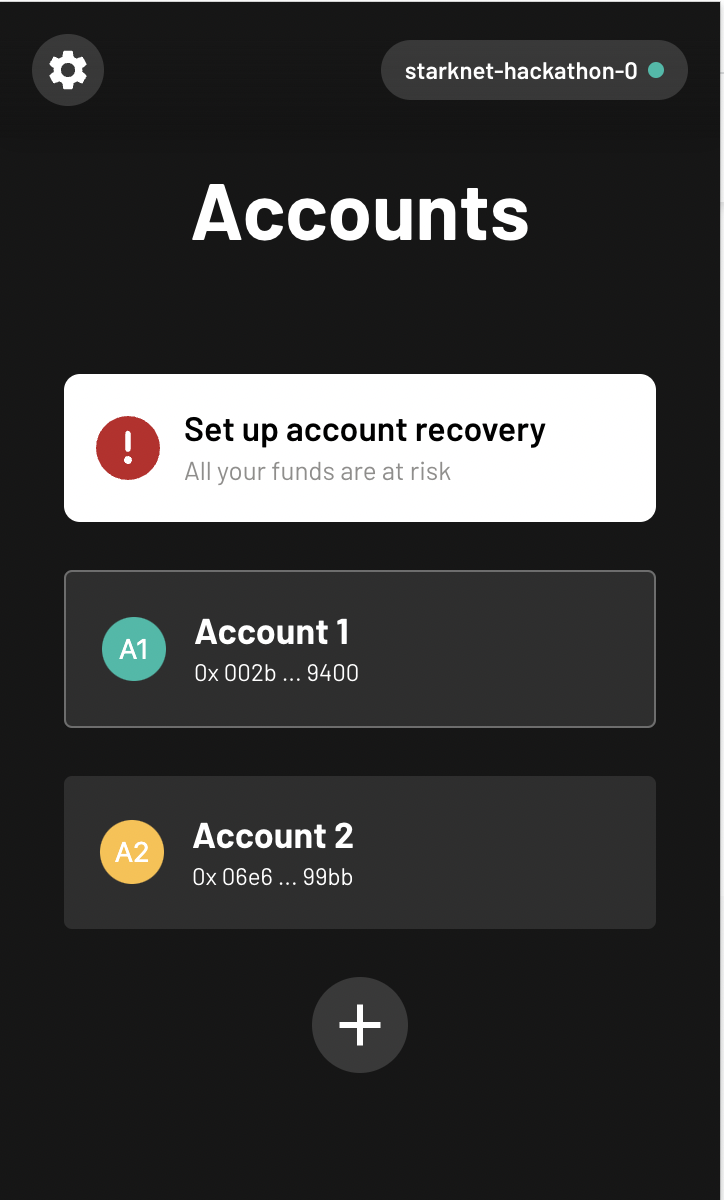 starknet-hackathon-0
Accounts
Set up account recovery
All your funds are at risk
A1
Account 1
0x 002b ... 9400
A2
Account 2
0x 06e6 ... 99bb